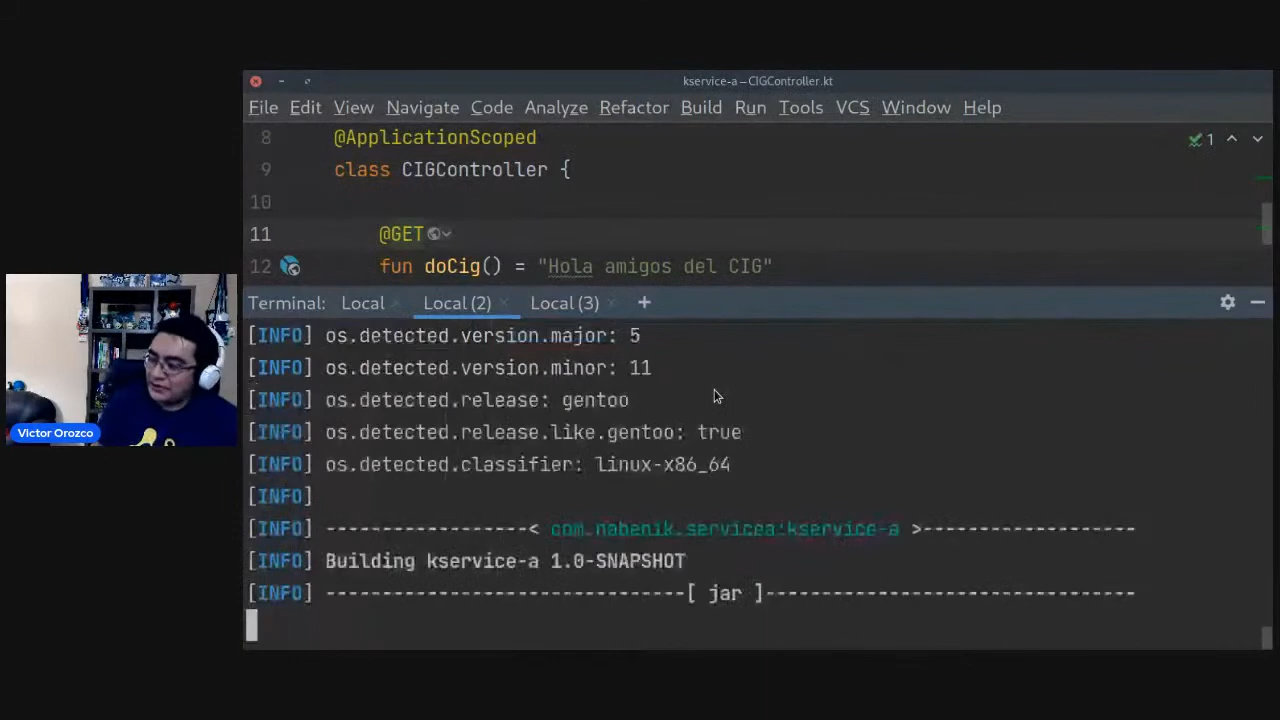 kservice-a – CIGController.kt
File Edit View Navigate Code Analyze Refactor Build Run Tools VCS Window Help
8 @ApplicationScoped
1
9 class CIGController {
10
11 @GET
12 fun doCig() = "Hola amigos del CIG"
Terminal: Local Local (2) Local (3) +
[INFO] os.detected.version.major: 5
[INFO] os.detected.version.minor: 11
[INFO] os.detected.release: gentoo
[INFO] os.detected.release.like.gentoo: true
[INFO] os.detected.classifier: linux-x86_64
[INFO]
[INFO] ------------------< com.nabenik.servicea:kservice-a >-------------------
[INFO] Building kservice-a 1.0-SNAPSHOT
[INFO] --------------------------------[ jar ]---------------------------------
Victor Orozco